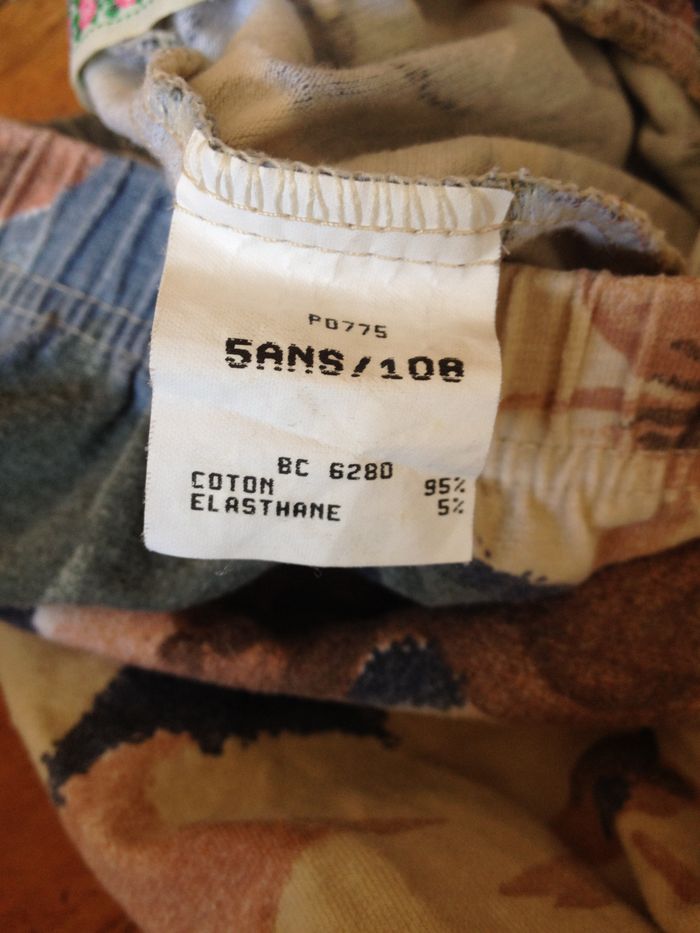 P0775
5ANS/108
BC 6280
COTON 95%
ELASTHANE 5%